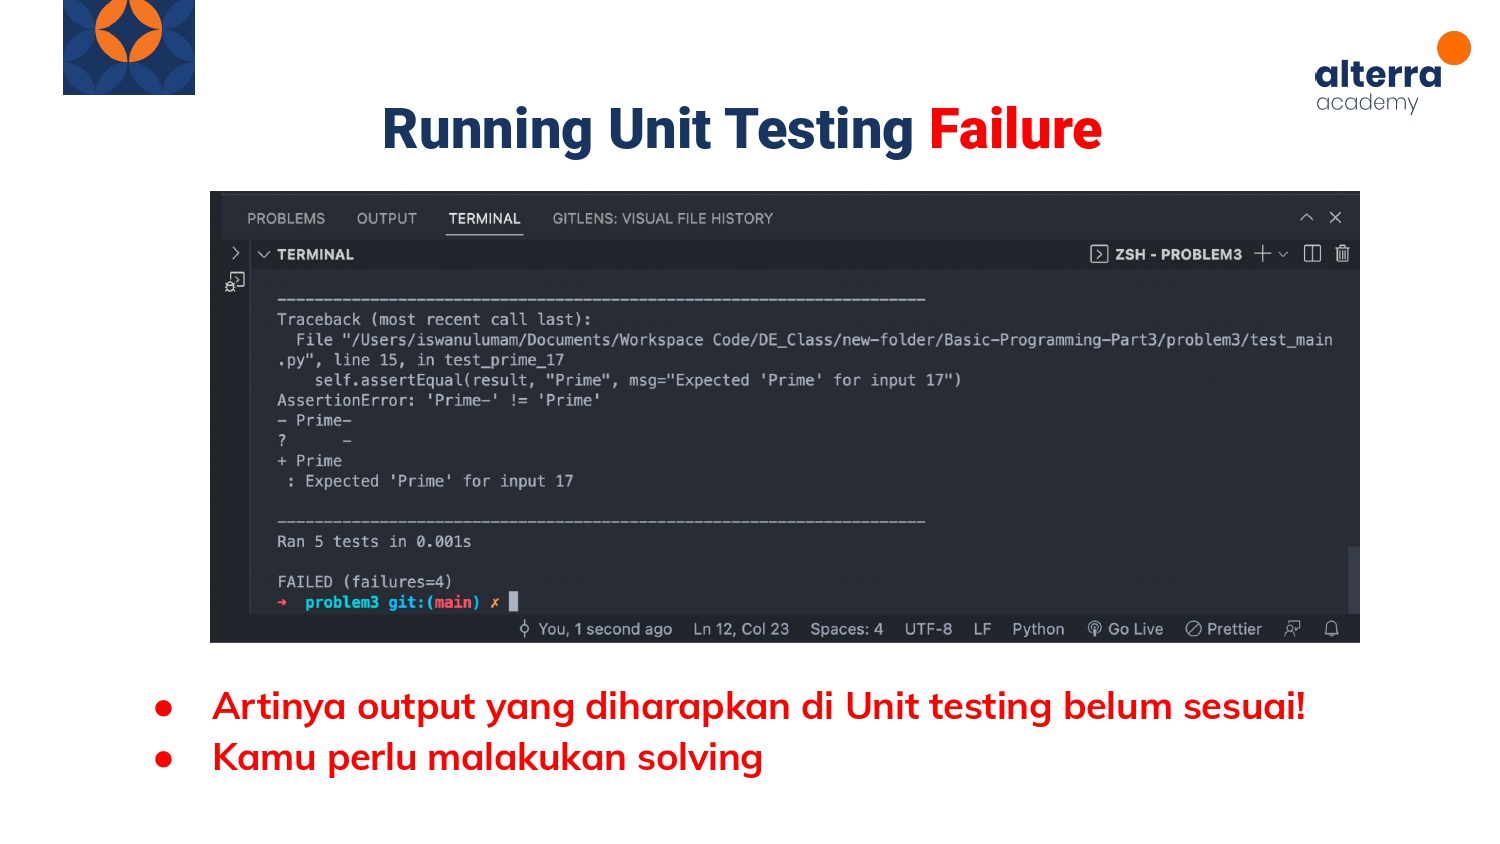 alterra
academy
Running Unit Testing Failure
PROBLEMS OUTPUT TERMINAL GITLENS: VISUAL FILE HISTORY
TERMINAL ZSH - PROBLEM3
Traceback (most recent call last):
File "/Users/iswanulumam/Documents/Workspace Code/DE_Class/new-folder/Basic-Programming-Part3/problem3/test_main
.py", line 15, in test_prime_17
self.assertEqual(result, "Prime", msg="Expected 'Prime' for input 17")
AssertionError: 'Prime-' != 'Prime'
- Prime-
? -
+ Prime
: Expected 'Prime' for input 17
Ran 5 tests in 0.001s
FAILED (failures=4)
→ problem3 git:(main) ✗
You, 1 second ago Ln 12, Col 23 Spaces: 4 UTF-8 LF Python Go Live Prettier
● Artinya output yang diharapkan di Unit testing belum sesuai!
● Kamu perlu malakukan solving